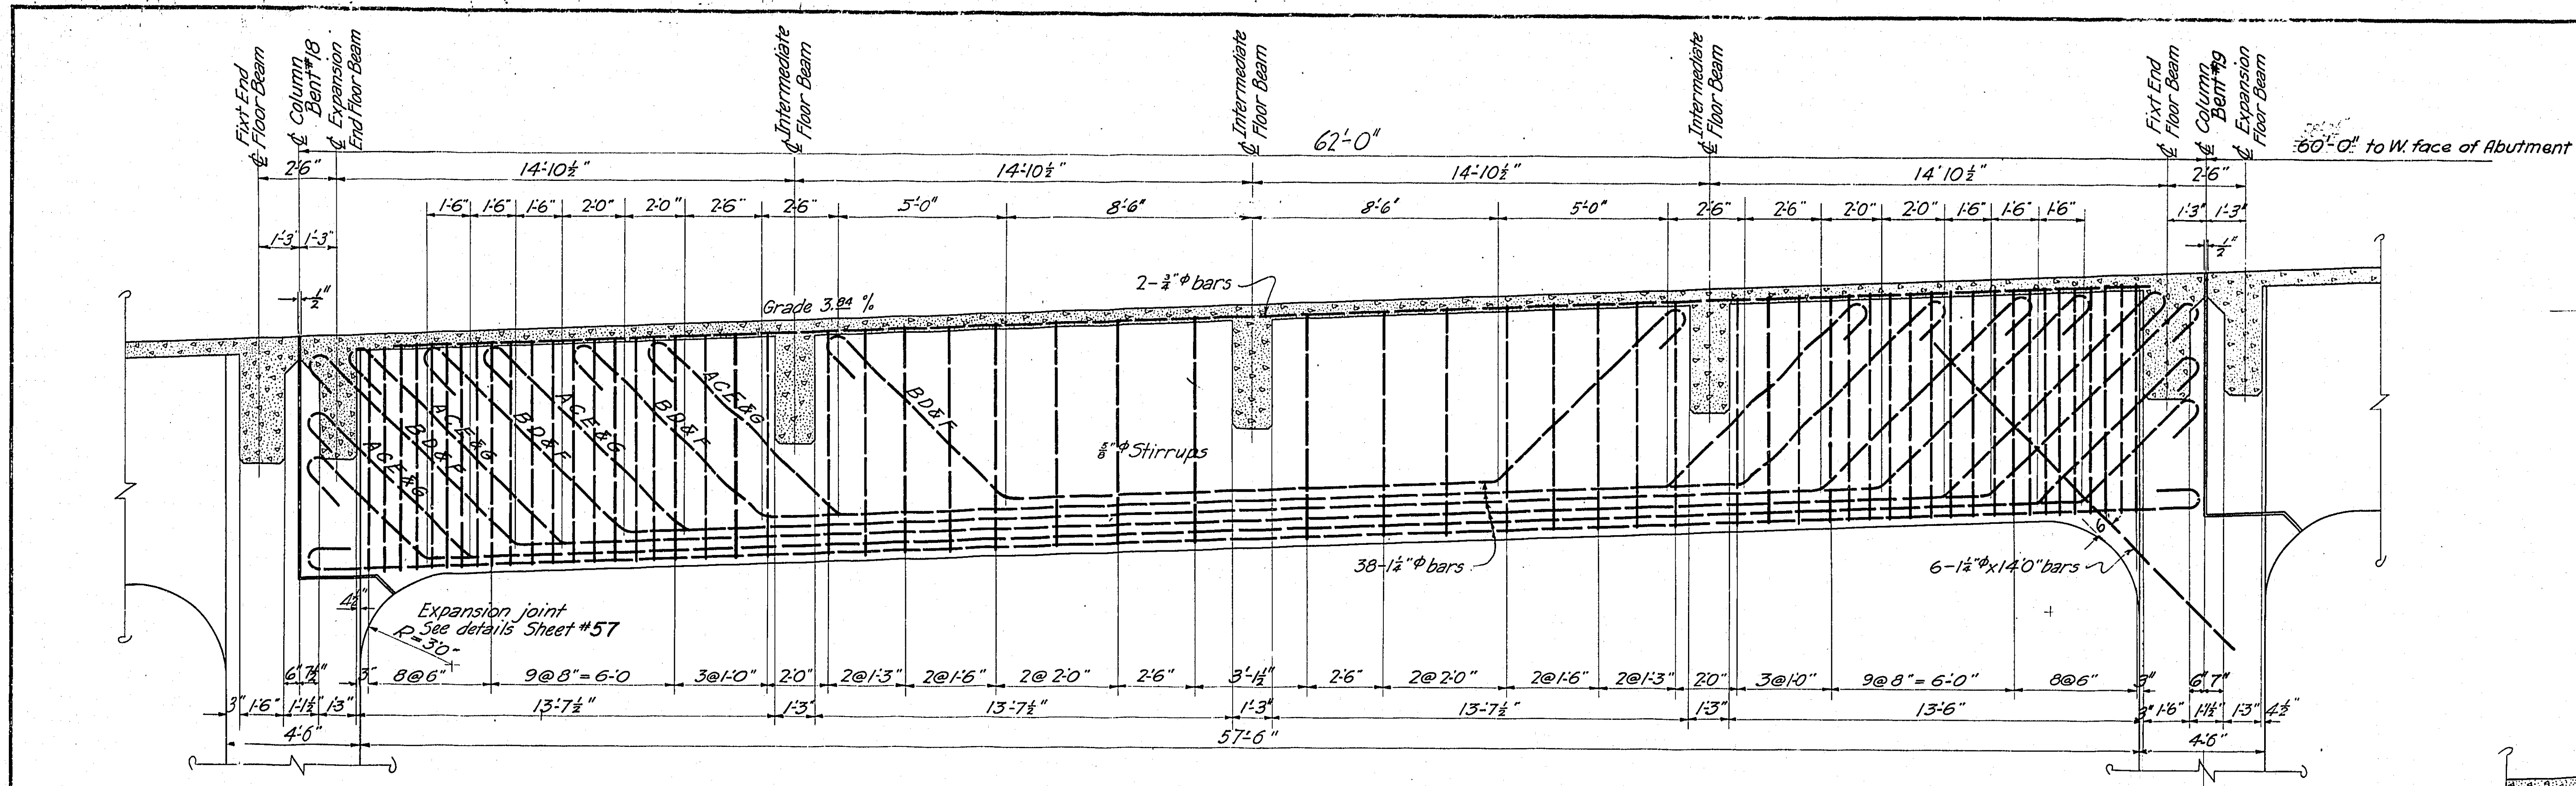 ℄ Fixt End
Floor Beam
℄ Column
Bent #18
℄ Expansion
End Floor Beam
℄ Intermediate
Floor Beam
℄ Intermediate
Floor Beam
℄ Intermediate
Floor Beam
℄ Fixt End
Floor Beam
℄ Column
Bent #19
℄ Expansion
Floor Beam
62'-0"
60'-0" to W. face of Abutment
2'-6" 14'-10½" 14'-10½" 14'-10½" 14'10½" 2'-6"
1'-6" 1'-6" 1'-6" 2'-0" 2'-0" 2'-6" 2'-6" 5'-0" 8'-6" 8'-6" 5'-0" 2'-6" 2'-6" 2'-0" 2'-0" 1'-6" 1'-6" 1'-6" 1'-3" 1'-3"
1'-3" 1'-3"
½"
½"
2-¾"φ bars
Grade 3.84 %
ACE&G
BD&F
ACE&G
BD&F
ACE&G
BD&F
ACE&G
BD&F
⅝"φ Stirrups
38-1¼"φ bars
6-1¼"φx14'0" bars
6"
4½"
Expansion joint
See details Sheet #57
R=3'0"
6" 7½" 3" 8@6" 9@8"=6'-0 3@1'-0" 2'-0" 2@1'-3" 2@1'-6" 2@2'-0" 2'-6" 3'-1½" 2'-6" 2@2'-0" 2@1'-6" 2@1'-3" 2'0" 3@1'-0" 9@8"=6'-0" 8@6" 3" 6" 7"
3" 1'-6" 1'-1½" 1'-3" 13'-7½" 1'-3" 13'-7½" 1'-3" 13'-7½" 1'-3" 13'-6" 3" 1'-6" 1'-1½" 1'-3" 4½"
4'-6" 57'-6" 4'-6"